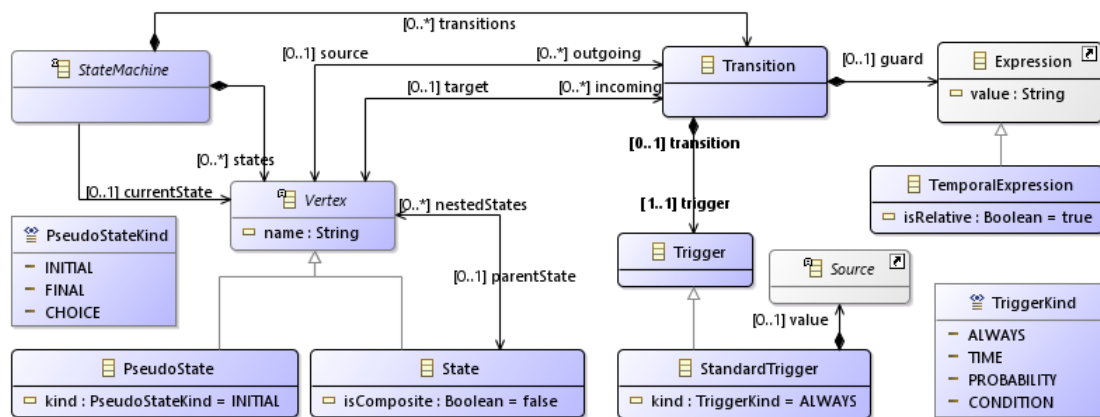 [0..*] transitions
StateMachine
[0..1] source
[0..*] outgoing
Transition
[0..1] guard
Expression
value : String
[0..1] target
[0..*] incoming
[0..1] transition
[0..*] states
[0..1] currentState
Vertex
name : String
[0..*] nestedStates
[1..1] trigger
TemporalExpression
isRelative : Boolean = true
PseudoStateKind
INITIAL
FINAL
CHOICE
Trigger
Source
[0..1] parentState
[0..1] value
TriggerKind
ALWAYS
TIME
PROBABILITY
CONDITION
PseudoState
kind : PseudoStateKind = INITIAL
State
isComposite : Boolean = false
StandardTrigger
kind : TriggerKind = ALWAYS